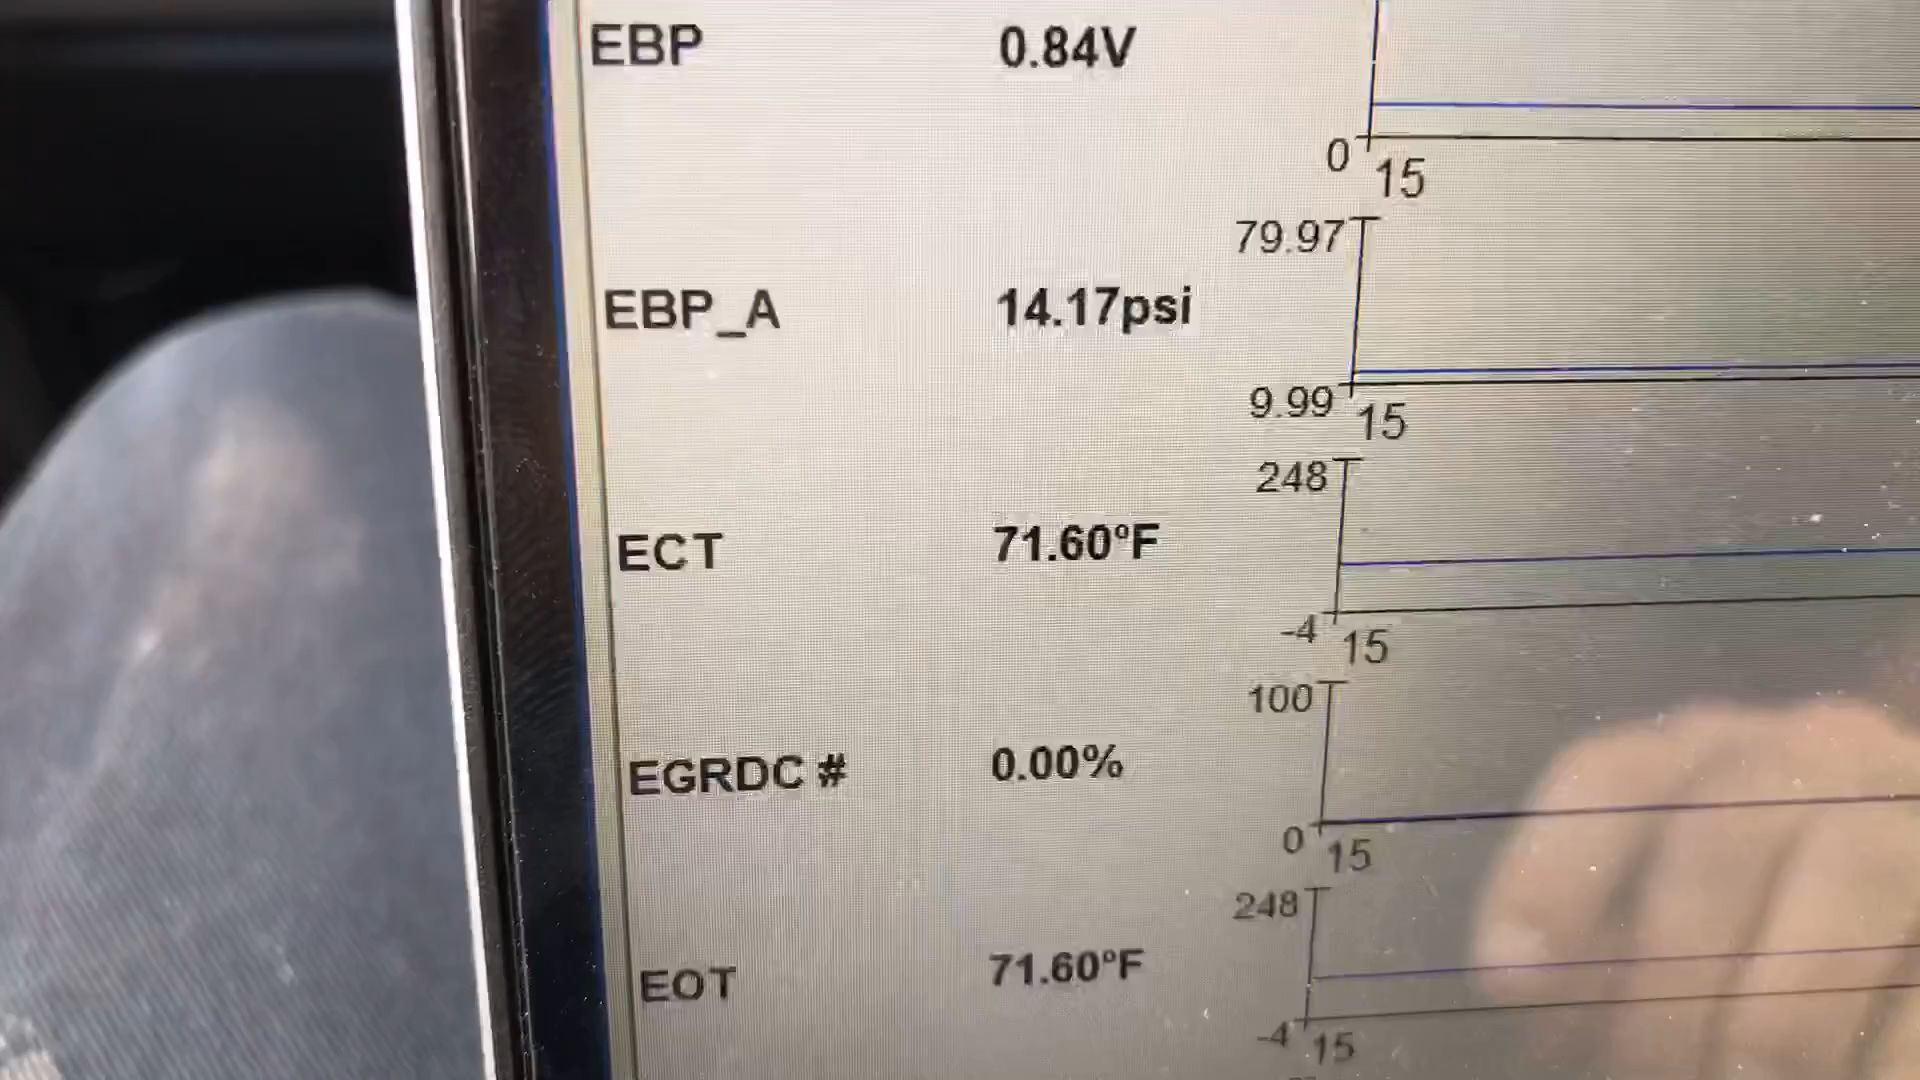 EBP 0.84V
0 15
79.97
EBP_A 14.17psi
9.99 15
248
ECT 71.60°F
-4 15
100
EGRDC # 0.00%
0 15
248
EOT 71.60°F
-4 15